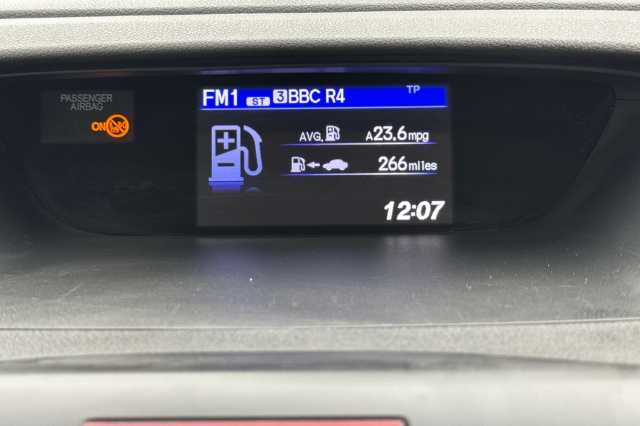 PASSENGER
AIRBAG
ON
TP
FM1 ST 3 BBC R4
AVG. A23.6mpg
266miles
12:07